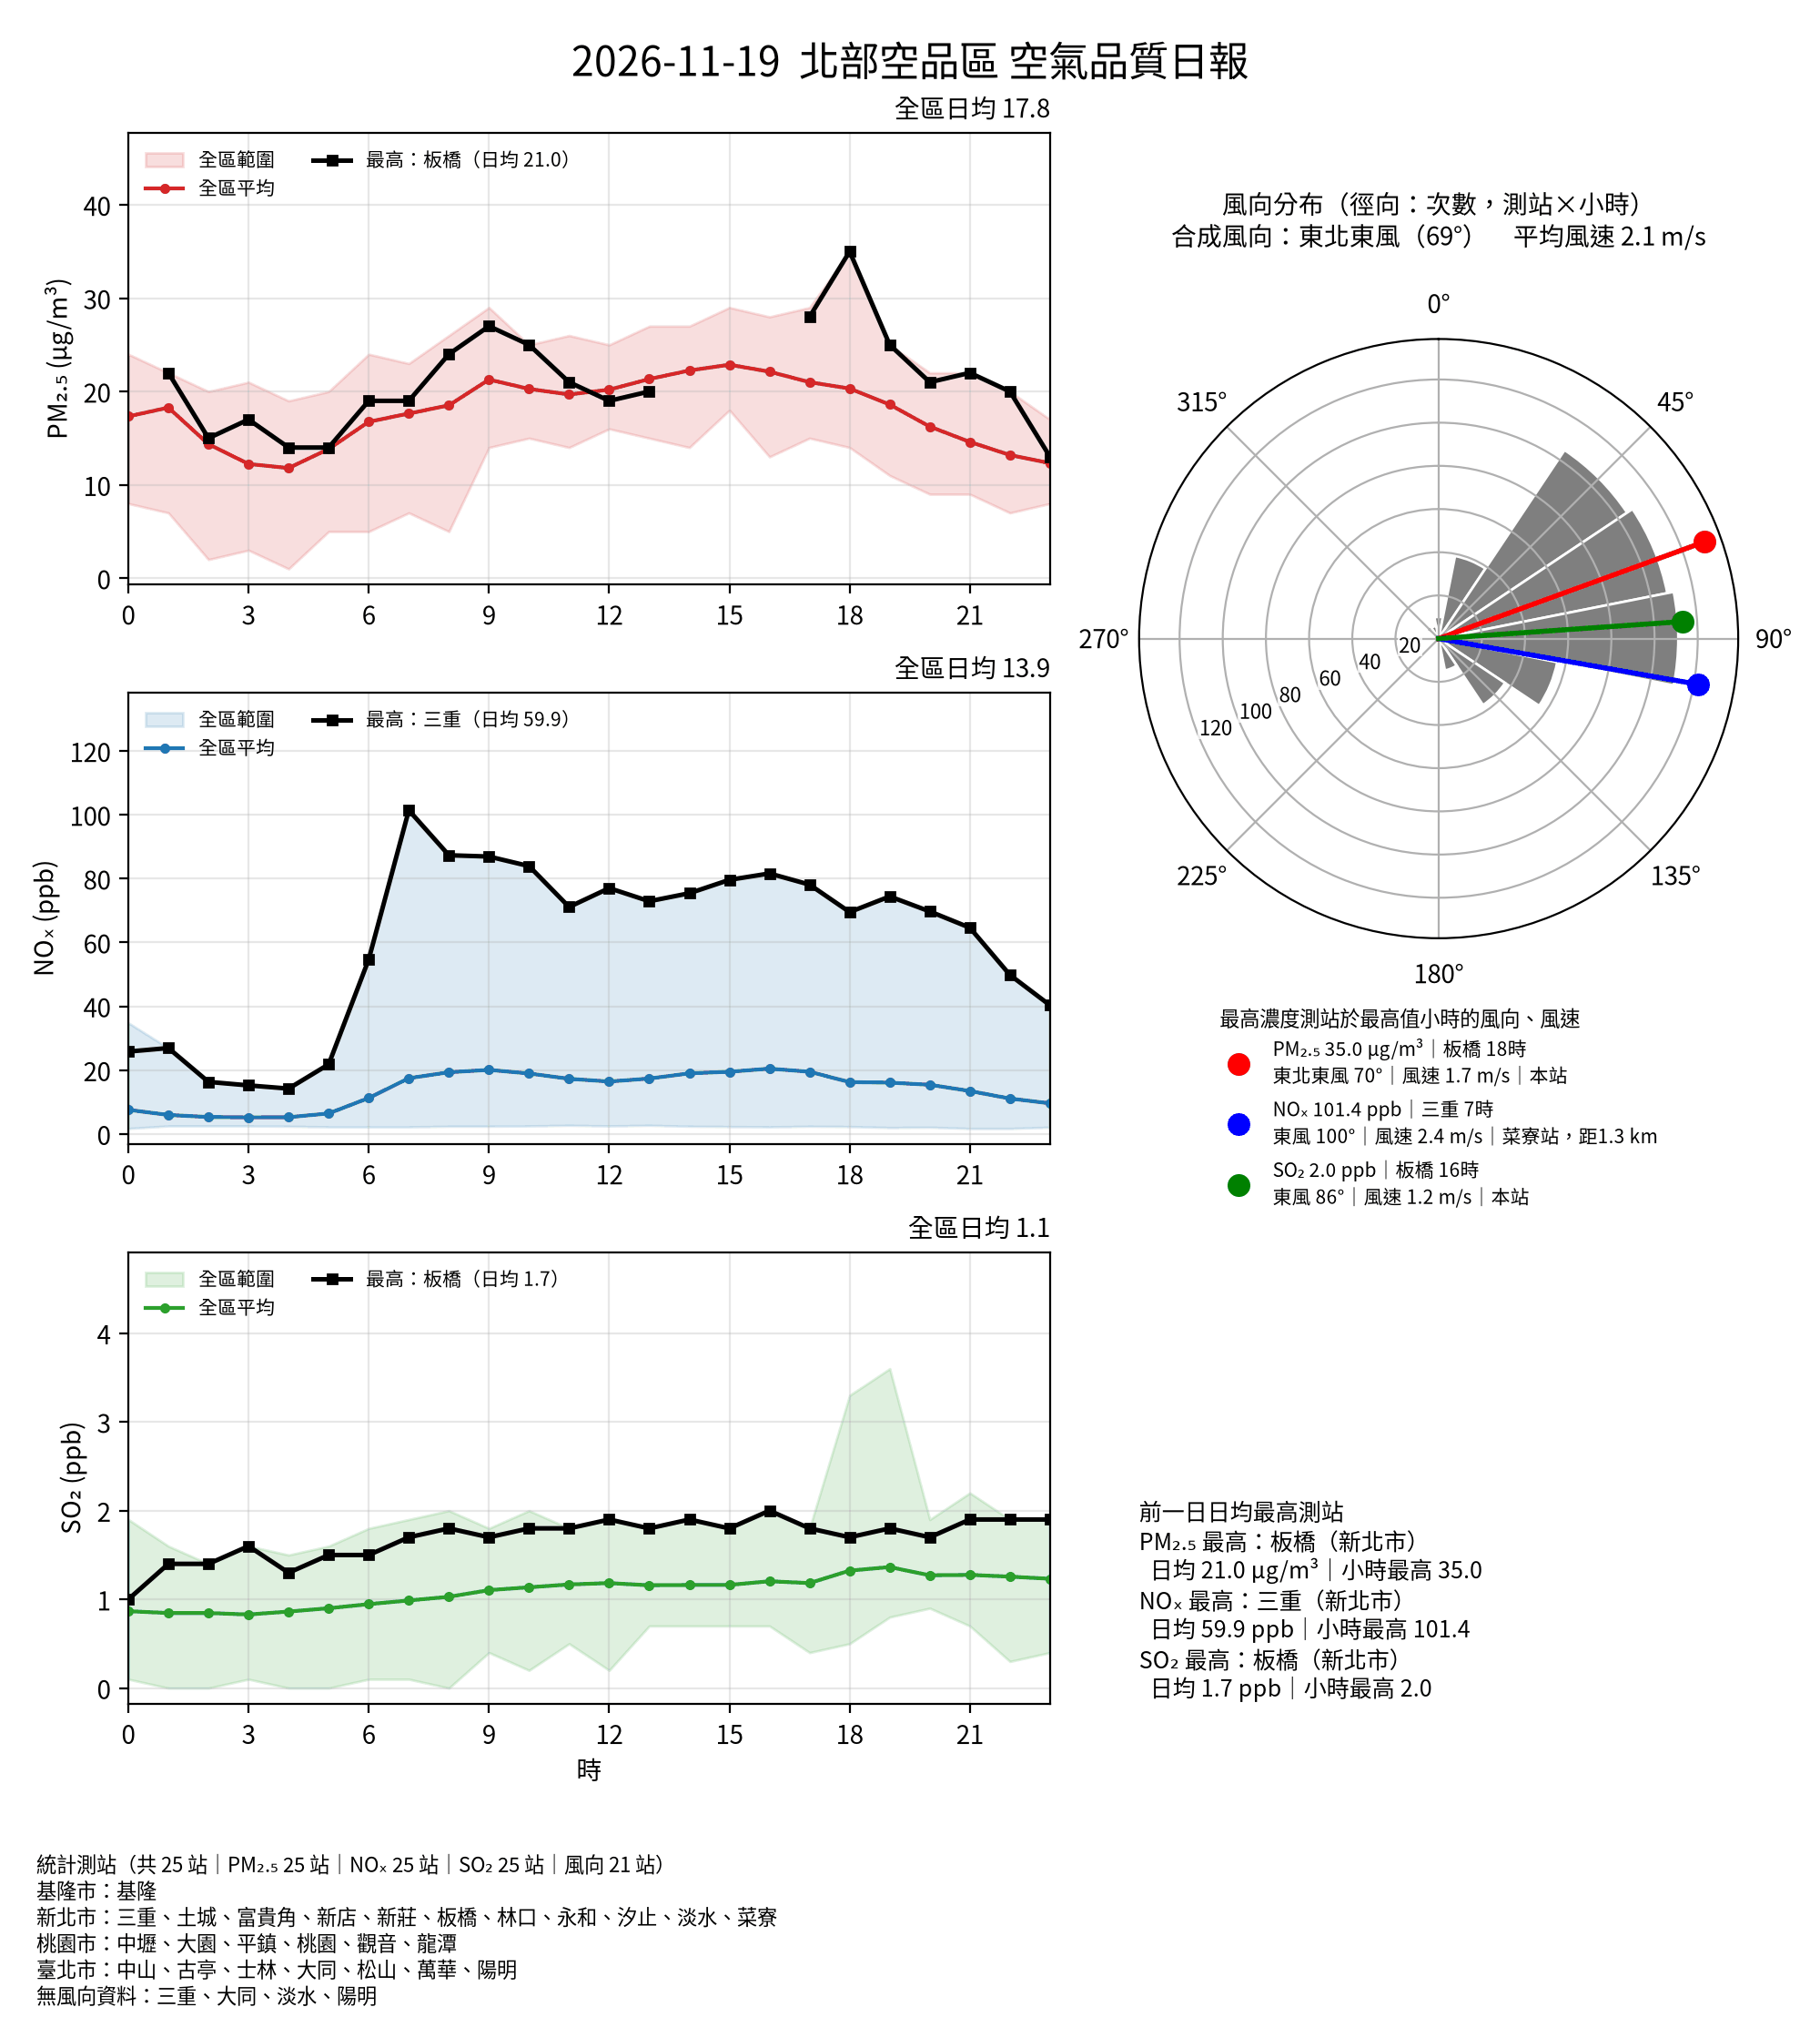 2026-11-19 北部空品區 空氣品質日報
全區日均 17.8
全區範圍
全區平均
最高：板橋（日均 21.0）
PM₂.₅ (μg/m³)
40
30
20
10
0
0 3 6 9 12 15 18 21
全區日均 13.9
全區範圍
全區平均
最高：三重（日均 59.9）
NOₓ (ppb)
120
100
80
60
40
20
0
0 3 6 9 12 15 18 21
全區日均 1.1
全區範圍
全區平均
最高：板橋（日均 1.7）
SO₂ (ppb)
4
3
2
1
0
0 3 6 9 12 15 18 21
時
風向分布（徑向：次數，測站×小時）
合成風向：東北東風（69°） 平均風速 2.1 m/s
0°
45°
90°
135°
180°
225°
270°
315°
20
40
60
80
100
120
最高濃度測站於最高值小時的風向、風速
PM₂.₅ 35.0 μg/m³｜板橋 18時
東北東風 70°｜風速 1.7 m/s｜本站
NOₓ 101.4 ppb｜三重 7時
東風 100°｜風速 2.4 m/s｜菜寮站，距1.3 km
SO₂ 2.0 ppb｜板橋 16時
東風 86°｜風速 1.2 m/s｜本站
前一日日均最高測站
PM₂.₅ 最高：板橋（新北市）
日均 21.0 μg/m³｜小時最高 35.0
NOₓ 最高：三重（新北市）
日均 59.9 ppb｜小時最高 101.4
SO₂ 最高：板橋（新北市）
日均 1.7 ppb｜小時最高 2.0
統計測站（共 25 站｜PM₂.₅ 25 站｜NOₓ 25 站｜SO₂ 25 站｜風向 21 站）
基隆市：基隆
新北市：三重、土城、富貴角、新店、新莊、板橋、林口、永和、汐止、淡水、菜寮
桃園市：中壢、大園、平鎮、桃園、觀音、龍潭
臺北市：中山、古亭、士林、大同、松山、萬華、陽明
無風向資料：三重、大同、淡水、陽明